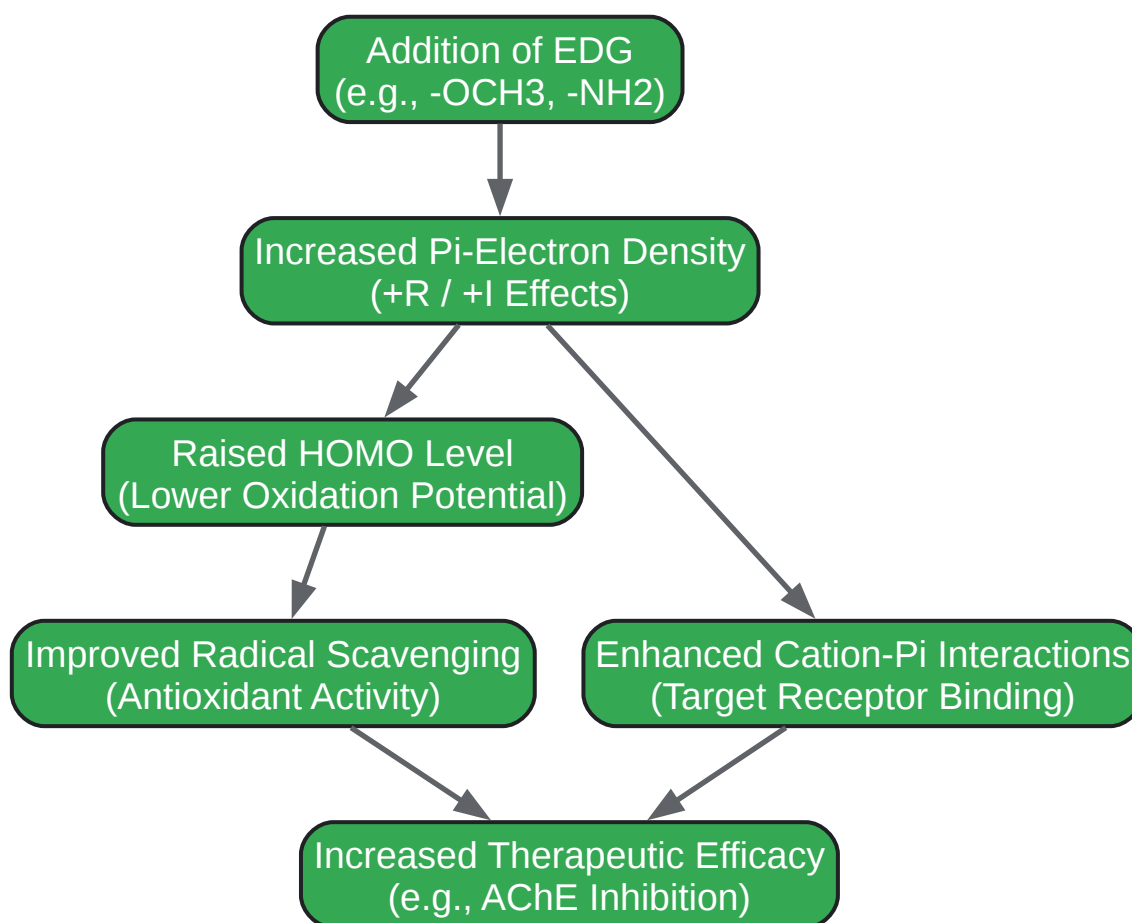 Addition of EDG
(e.g., -OCH3, -NH2)
Increased Pi-Electron Density
(+R / +I Effects)
Raised HOMO Level
(Lower Oxidation Potential)
Improved Radical Scavenging
(Antioxidant Activity)
Enhanced Cation-Pi Interactions
(Target Receptor Binding)
Increased Therapeutic Efficacy
(e.g., AChE Inhibition)